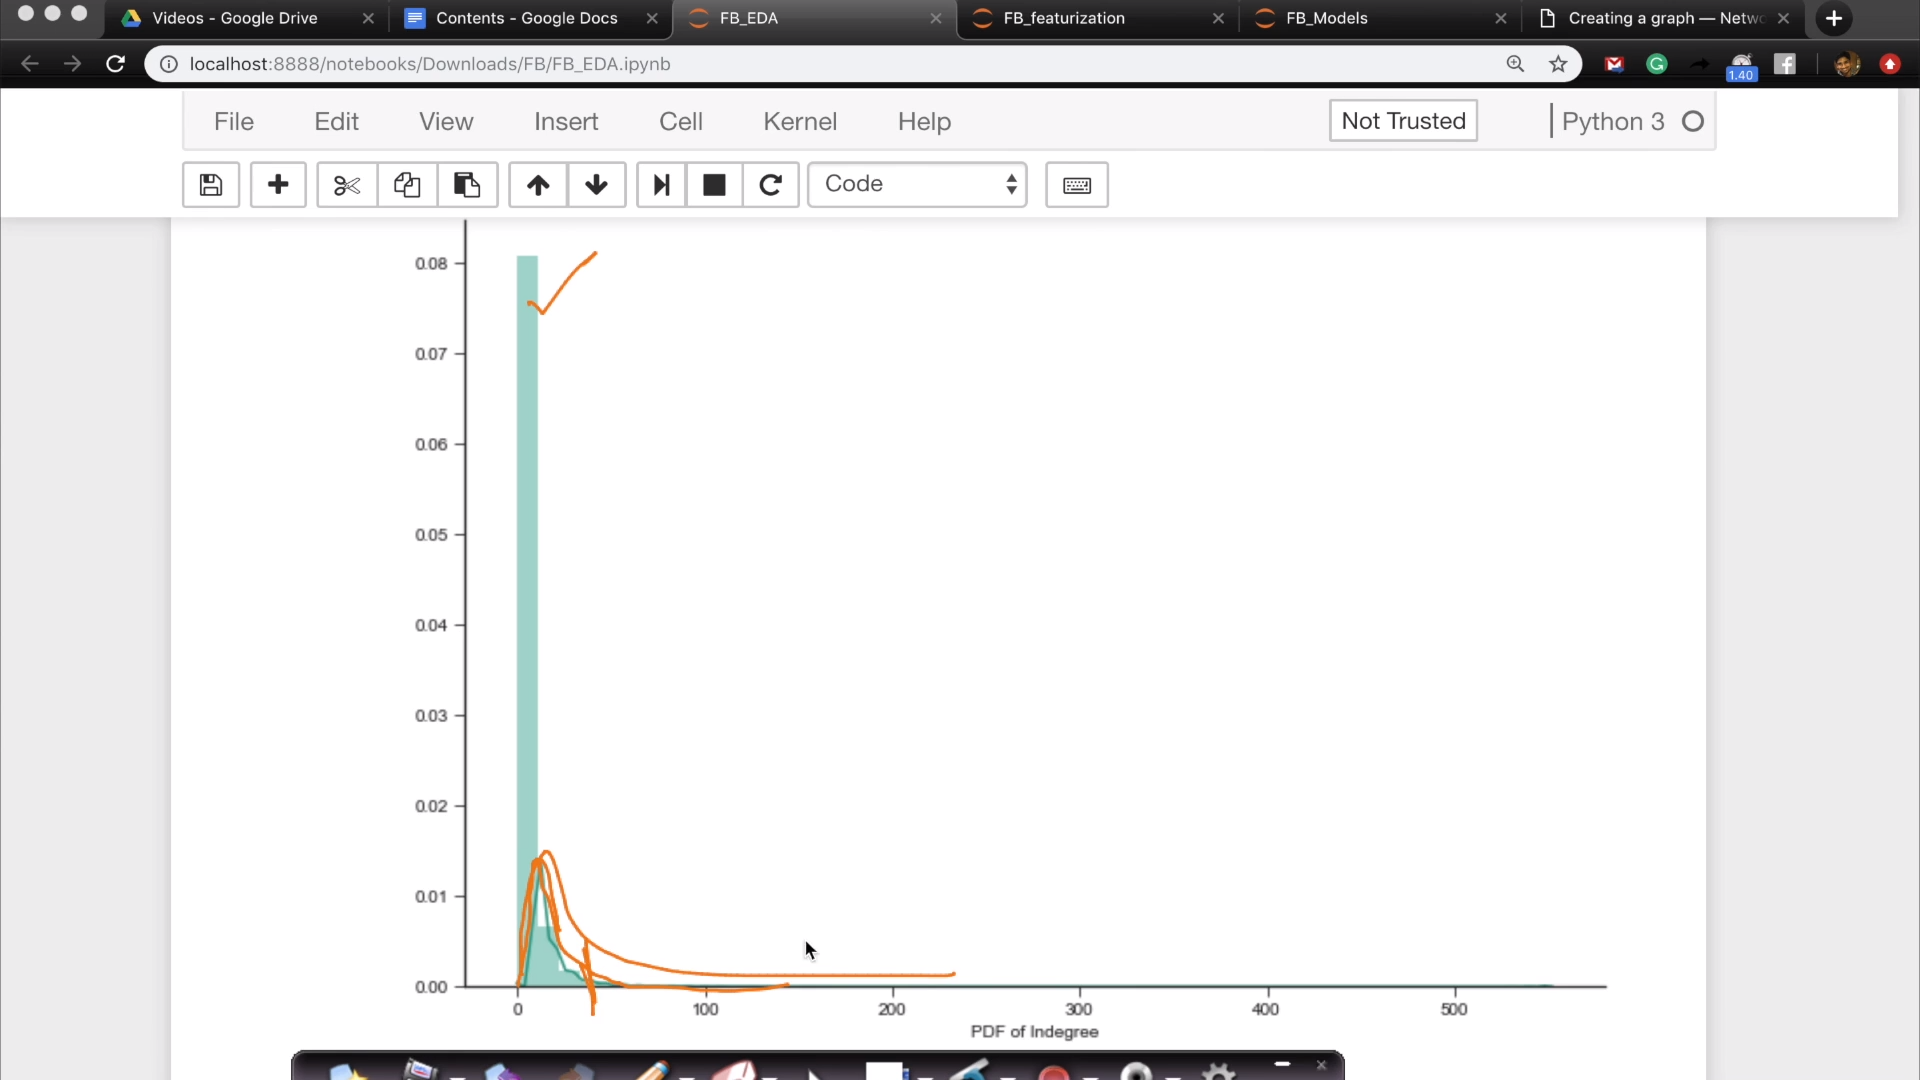 Videos - Google Drive
Contents - Google Docs
FB_EDA
FB_featurization
FB_Models
Creating a graph — Netw
localhost:8888/notebooks/Downloads/FB/FB_EDA.ipynb
1.40
File Edit View Insert Cell Kernel Help Not Trusted Python 3
Code
0.08
0.07
0.06
0.05
0.04
0.03
0.02
0.01
0.00
0 100 200 300 400 500
PDF of Indegree